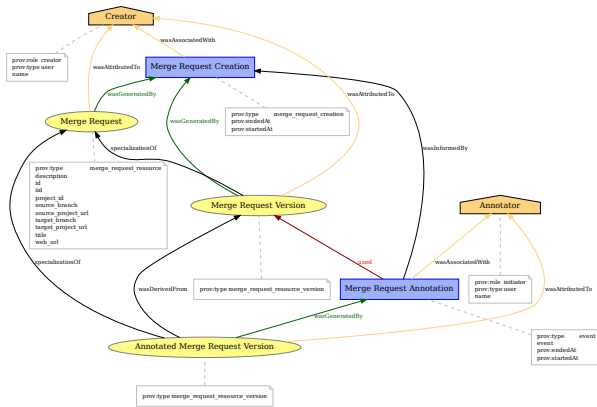 Creator
wasAssociatedWith
prov:role creator
prov:type user
name
wasAttributedTo
Merge Request Creation
wasGeneratedBy
wasAttributedTo
prov:type merge_request_creation
prov:endedAt
prov:startedAt
Merge Request
wasGeneratedBy
specializationOf
wasInformedBy
prov:type merge_request_resource
description
id
iid
project_id
source_branch
source_project_url
target_branch
target_project_url
title
web_url
Merge Request Version
Annotator
specializationOf
used
wasAssociatedWith
wasDerivedFrom
prov:type merge_request_resource_version
Merge Request Annotation
prov:role initiator
prov:type user
name
wasAttributedTo
wasGeneratedBy
prov:type event
event
prov:endedAt
prov:startedAt
Annotated Merge Request Version
prov:type merge_request_resource_version